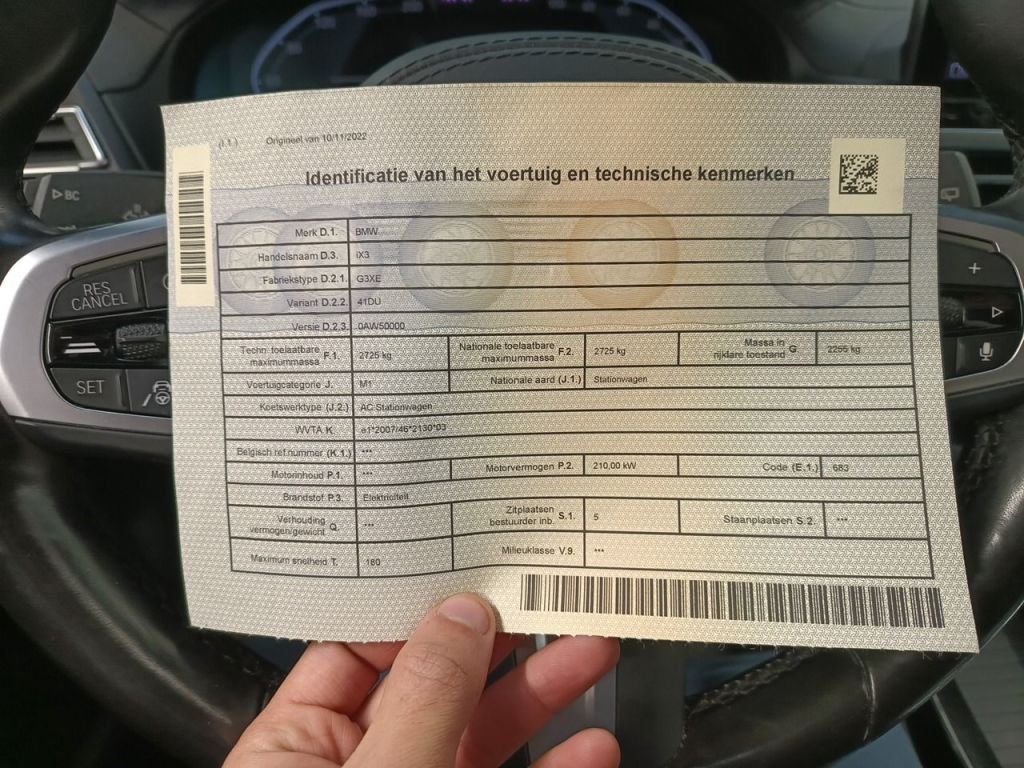 (I.1.) Origineel van 10/11/2022
Identificatie van het voertuig en technische kenmerken
Merk D.1. BMW
Handelsnaam D.3. iX3
Fabriekstype D.2.1. G3XE
Variant D.2.2. 41DU
Versie D.2.3. 0AW50000
Techn. toelaatbare maximummassa F.1. 2725 kg Nationale toelaatbare maximummassa F.2. 2725 kg Massa in rijklare toestand G. 2255 kg
Voertuigcategorie J. M1 Nationale aard (J.1.) Stationwagen
Koetswerktype (J.2.) AC Stationwagen
WVTA K. e1*2007/46*2130*03
Belgisch ref.nummer (K.1.) ***
Motorinhoud P.1. *** Motorvermogen P.2. 210,00 kW Code (E.1.) 683
Brandstof P.3. Elektriciteit
Verhouding vermogen/gewicht Q. *** Zitplaatsen bestuurder inb. S.1. 5 Staanplaatsen S.2. ***
Maximum snelheid T. 180 Milieuklasse V.9. ***
BC
RES
CANCEL
SET
+